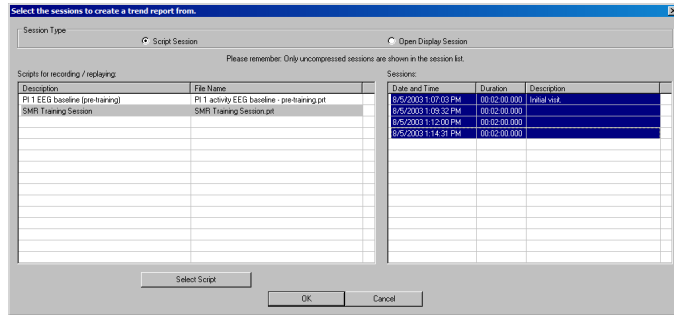 Select the sessions to create a trend report from.
Session Type
Script Session Open Display Session
Please remember: Only uncompressed sessions are shown in the session list.
Scripts for recording / replaying: Sessions:
Description File Name Date and Time Duration Description
PI 1 EEG baseline (pre-training) PI 1 activity EEG baseline - pre-training.prt 8/5/2003 1:07:03 PM 00:02:00.000 Initial visit.
SMR Training Session SMR Training Session.prt 8/5/2003 1:09:32 PM 00:02:00.000
8/5/2003 1:12:00 PM 00:02:00.000
8/5/2003 1:14:31 PM 00:02:00.000
Select Script
OK Cancel